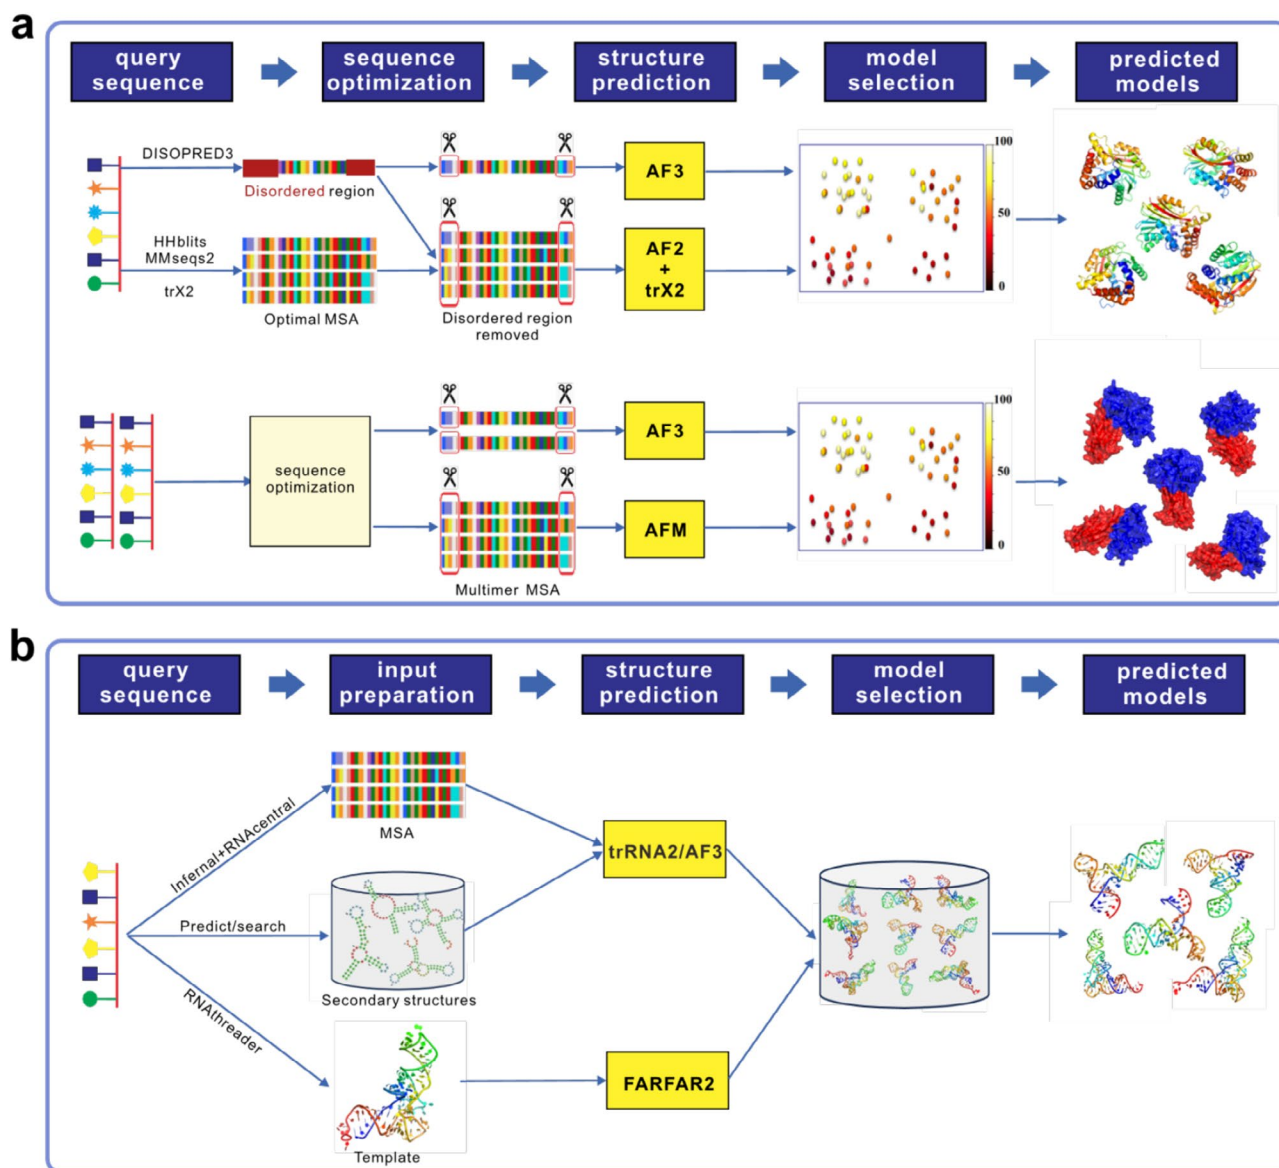 a
query
sequence
sequence
optimization
structure
prediction
model
selection
predicted
models
DISOPRED3
Disordered region
HHblits
MMseqs2
trX2
Optimal MSA
Disordered region
removed
AF3
AF2
+
trX2
100
50
0
sequence
optimization
Multimer MSA
AF3
AFM
100
50
0
b
query
sequence
input
preparation
structure
prediction
model
selection
predicted
models
Infernal+RNAcentral
MSA
Predict/search
Secondary structures
RNAthreader
Template
trRNA2/AF3
FARFAR2